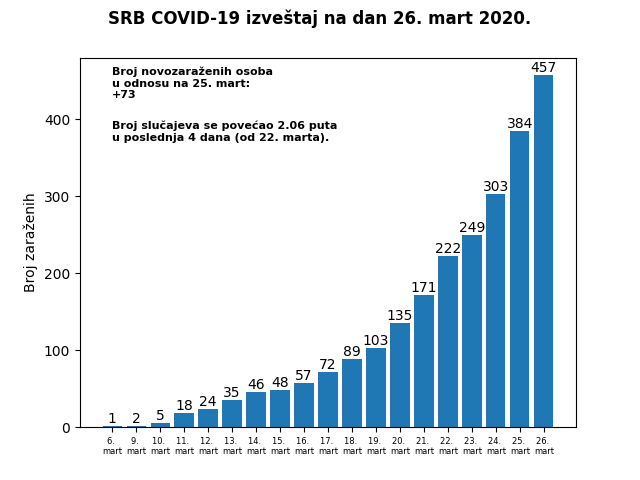 SRB COVID-19 izveštaj na dan 26. mart 2020.
Broj novozaraženih osoba
u odnosu na 25. mart:
+73
Broj slučajeva se povećao 2.06 puta
u poslednja 4 dana (od 22. marta).
Broj zaraženih
400
300
200
100
0
1 2 5 18 24 35 46 48 57 72 89 103 135 171 222 249 303 384 457
6. 9. 10. 11. 12. 13. 14. 15. 16. 17. 18. 19. 20. 21. 22. 23. 24. 25. 26.
mart mart mart mart mart mart mart mart mart mart mart mart mart mart mart mart mart mart mart